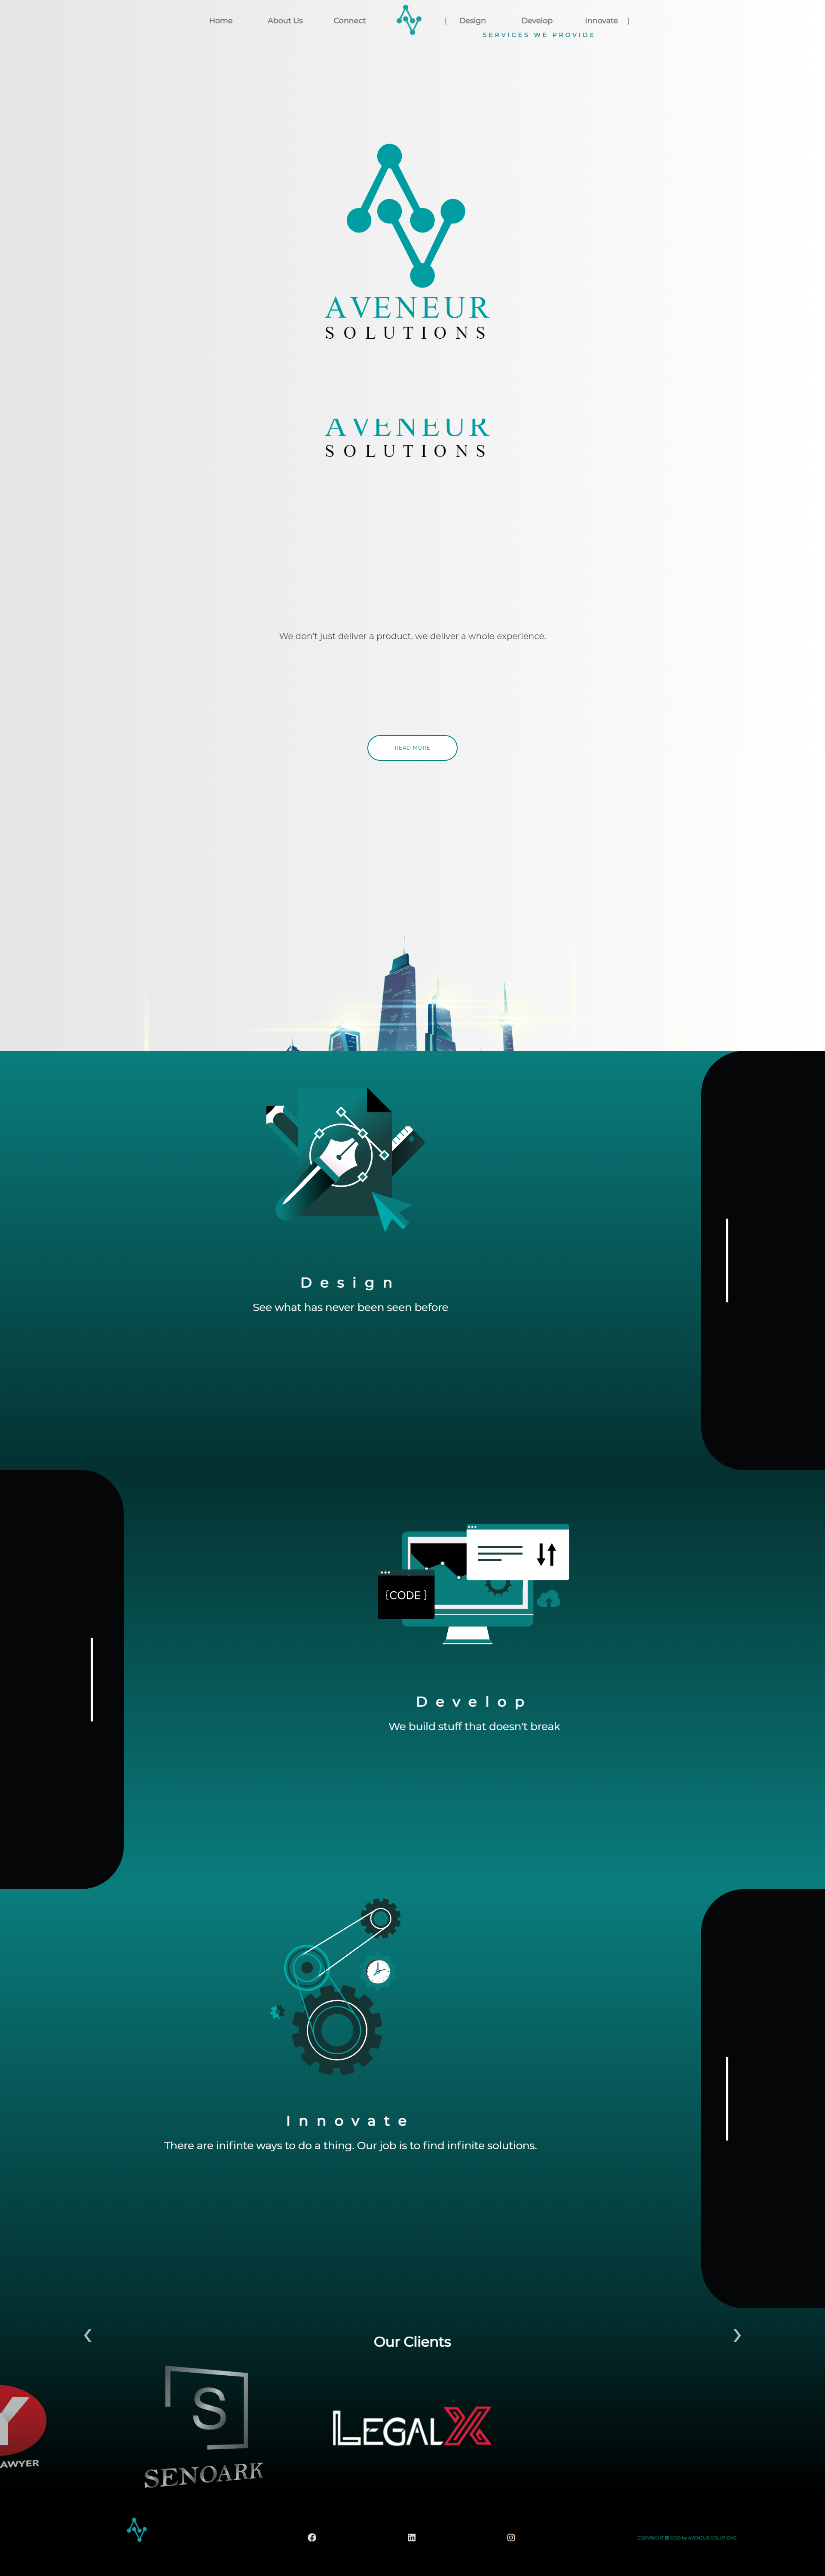 Home About Us Connect { Design Develop Innovate }
SERVICES WE PROVIDE
AVENEUR
SOLUTIONS
AVENEUR
SOLUTIONS
We don't just deliver a product, we deliver a whole experience.
READ MORE
Design
See what has never been seen before
{CODE }
Develop
We build stuff that doesn't break
Innovate
There are inifinte ways to do a thing. Our job is to find infinite solutions.
Our Clients
Y
AWYER
S
SENOARK
LEGALX
COPYRIGHT © 2020 by AVENEUR SOLUTIONS